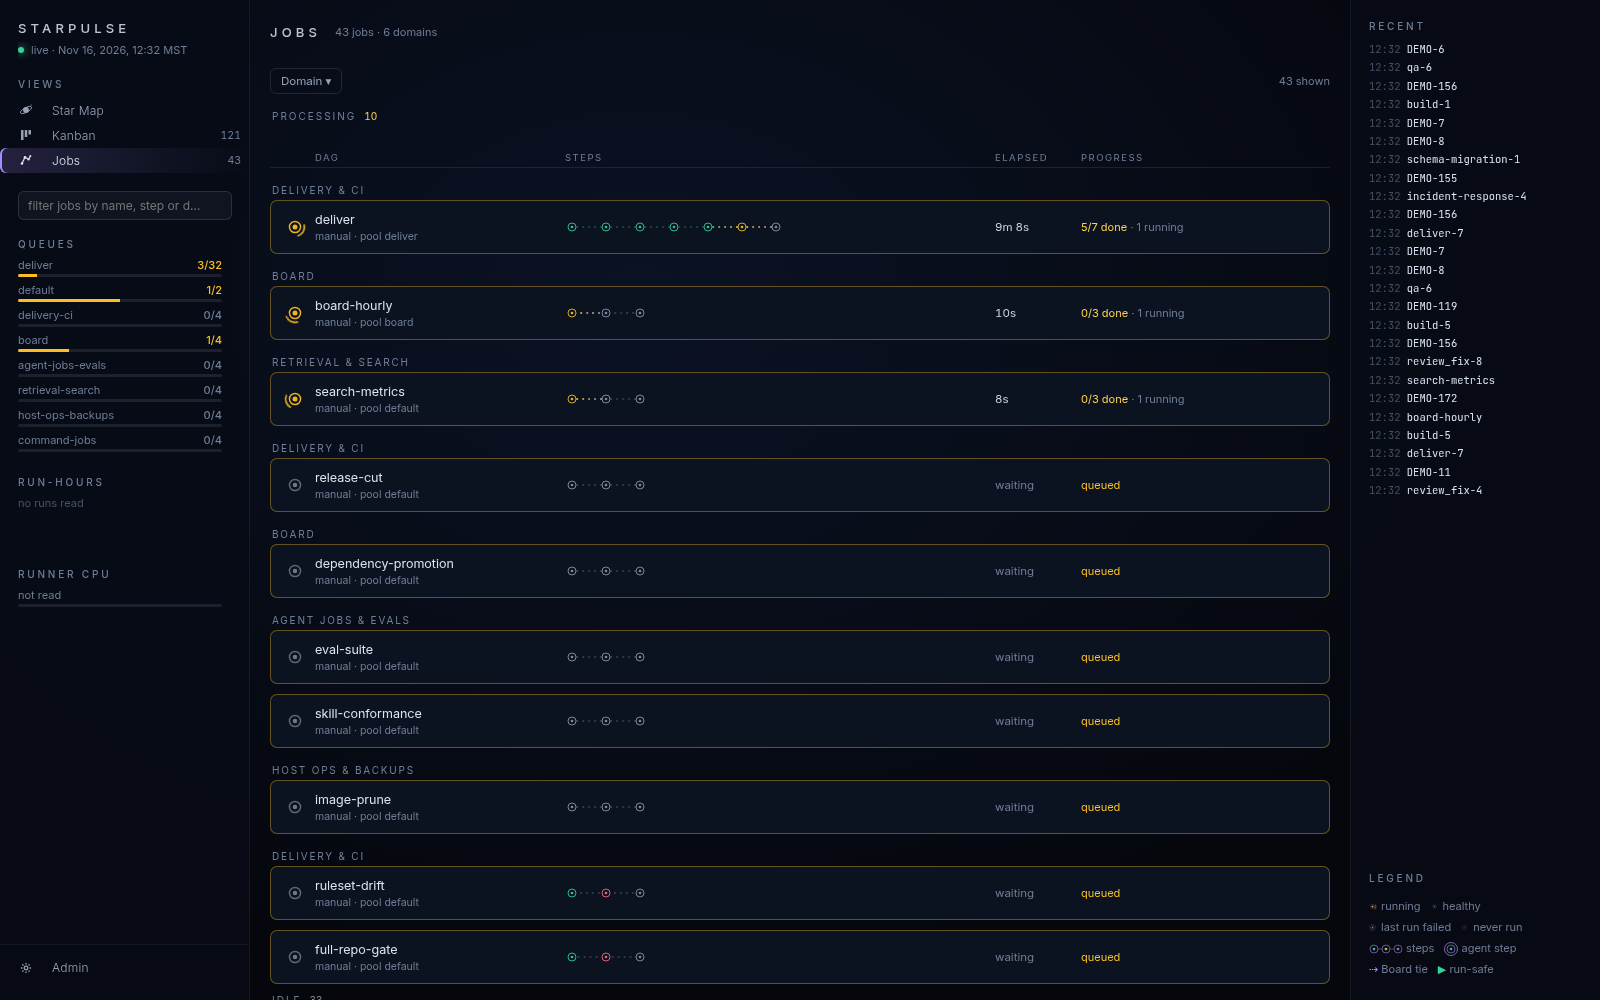 STARPULSE
live · Nov 16, 2026, 12:32 MST
VIEWS
Star Map
Kanban 121
Jobs 43
filter jobs by name, step or d...
QUEUES
deliver 3/32
default 1/2
delivery-ci 0/4
board 1/4
agent-jobs-evals 0/4
retrieval-search 0/4
host-ops-backups 0/4
command-jobs 0/4
RUN-HOURS
no runs read
RUNNER CPU
not read
Admin
JOBS 43 jobs · 6 domains
Domain ▾ 43 shown
PROCESSING 10
DAG STEPS ELAPSED PROGRESS
DELIVERY & CI
deliver
manual · pool deliver
9m 8s 5/7 done · 1 running
BOARD
board-hourly
manual · pool board
10s 0/3 done · 1 running
RETRIEVAL & SEARCH
search-metrics
manual · pool default
8s 0/3 done · 1 running
DELIVERY & CI
release-cut
manual · pool default
waiting queued
BOARD
dependency-promotion
manual · pool default
waiting queued
AGENT JOBS & EVALS
eval-suite
manual · pool default
waiting queued
skill-conformance
manual · pool default
waiting queued
HOST OPS & BACKUPS
image-prune
manual · pool default
waiting queued
DELIVERY & CI
ruleset-drift
manual · pool default
waiting queued
full-repo-gate
manual · pool default
waiting queued
IDLE 33
RECENT
12:32 DEMO-6
12:32 qa-6
12:32 DEMO-156
12:32 build-1
12:32 DEMO-7
12:32 DEMO-8
12:32 schema-migration-1
12:32 DEMO-155
12:32 incident-response-4
12:32 DEMO-156
12:32 deliver-7
12:32 DEMO-7
12:32 DEMO-8
12:32 qa-6
12:32 DEMO-119
12:32 build-5
12:32 DEMO-156
12:32 review_fix-8
12:32 search-metrics
12:32 DEMO-172
12:32 board-hourly
12:32 build-5
12:32 deliver-7
12:32 DEMO-11
12:32 review_fix-4
LEGEND
running healthy
last run failed never run
steps agent step
Board tie run-safe